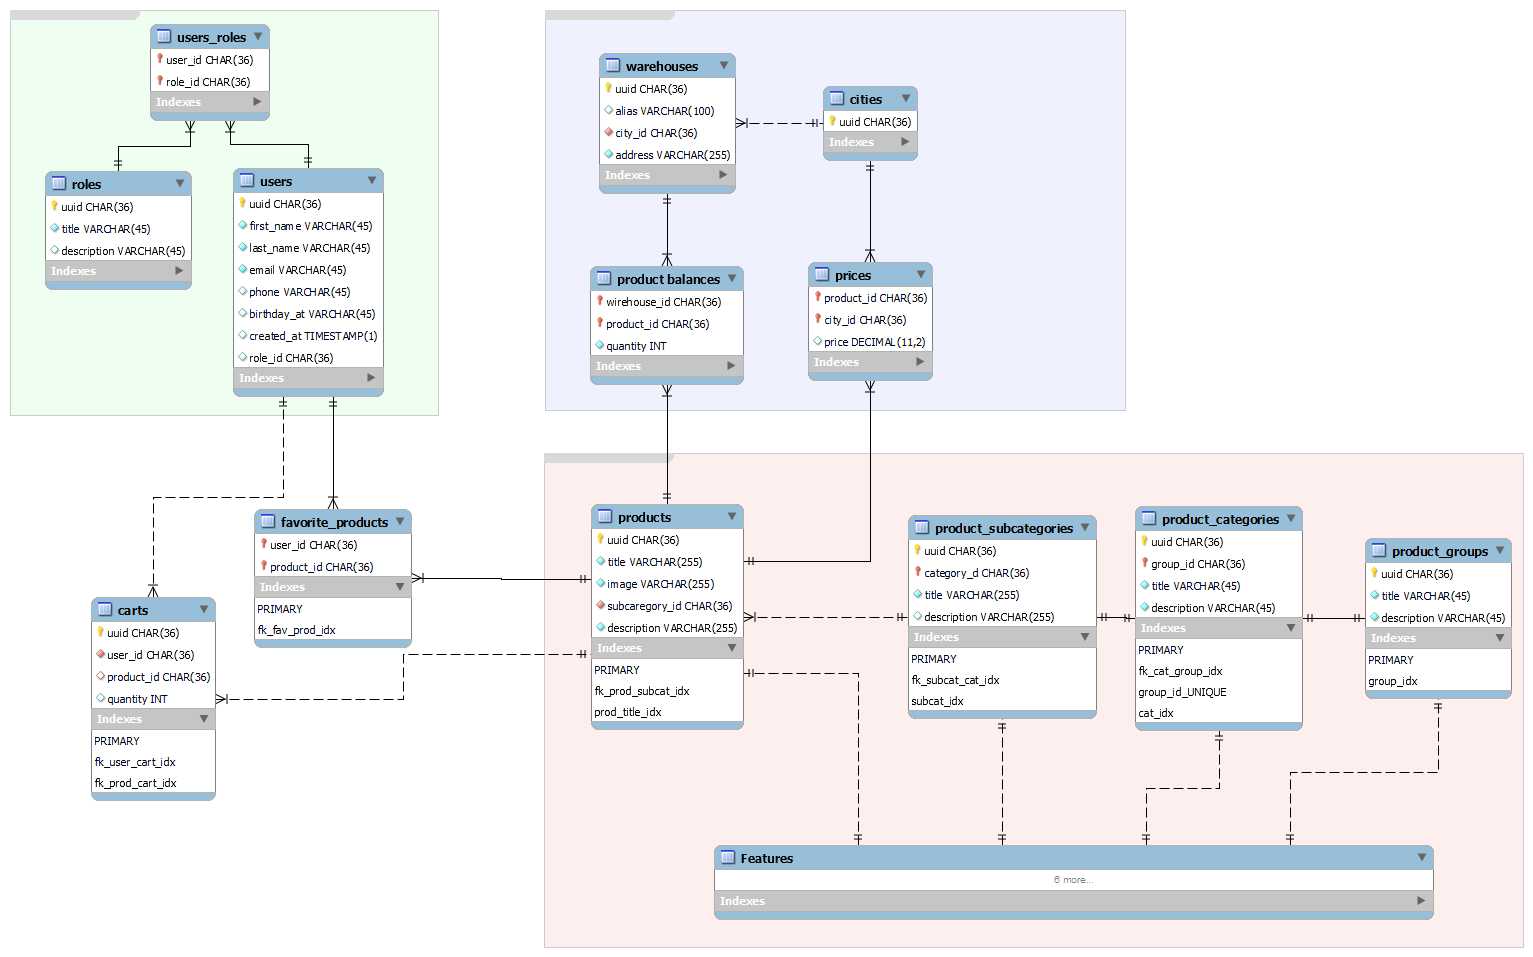 users_roles
user_id CHAR(36)
role_id CHAR(36)
Indexes
roles
uuid CHAR(36)
title VARCHAR(45)
description VARCHAR(45)
Indexes
users
uuid CHAR(36)
first_name VARCHAR(45)
last_name VARCHAR(45)
email VARCHAR(45)
phone VARCHAR(45)
birthday_at VARCHAR(45)
created_at TIMESTAMP(1)
role_id CHAR(36)
Indexes
warehouses
uuid CHAR(36)
alias VARCHAR(100)
city_id CHAR(36)
address VARCHAR(255)
Indexes
cities
uuid CHAR(36)
Indexes
product balances
wirehouse_id CHAR(36)
product_id CHAR(36)
quantity INT
Indexes
prices
product_id CHAR(36)
city_id CHAR(36)
price DECIMAL(11,2)
Indexes
favorite_products
user_id CHAR(36)
product_id CHAR(36)
Indexes
PRIMARY
fk_fav_prod_idx
carts
uuid CHAR(36)
user_id CHAR(36)
product_id CHAR(36)
quantity INT
Indexes
PRIMARY
fk_user_cart_idx
fk_prod_cart_idx
products
uuid CHAR(36)
title VARCHAR(255)
image VARCHAR(255)
subcaregory_id CHAR(36)
description VARCHAR(255)
Indexes
PRIMARY
fk_prod_subcat_idx
prod_title_idx
product_subcategories
uuid CHAR(36)
category_d CHAR(36)
title VARCHAR(255)
description VARCHAR(255)
Indexes
PRIMARY
fk_subcat_cat_idx
subcat_idx
product_categories
uuid CHAR(36)
group_id CHAR(36)
title VARCHAR(45)
description VARCHAR(45)
Indexes
PRIMARY
fk_cat_group_idx
group_id_UNIQUE
cat_idx
product_groups
uuid CHAR(36)
title VARCHAR(45)
description VARCHAR(45)
Indexes
PRIMARY
group_idx
Features
6 more...
Indexes